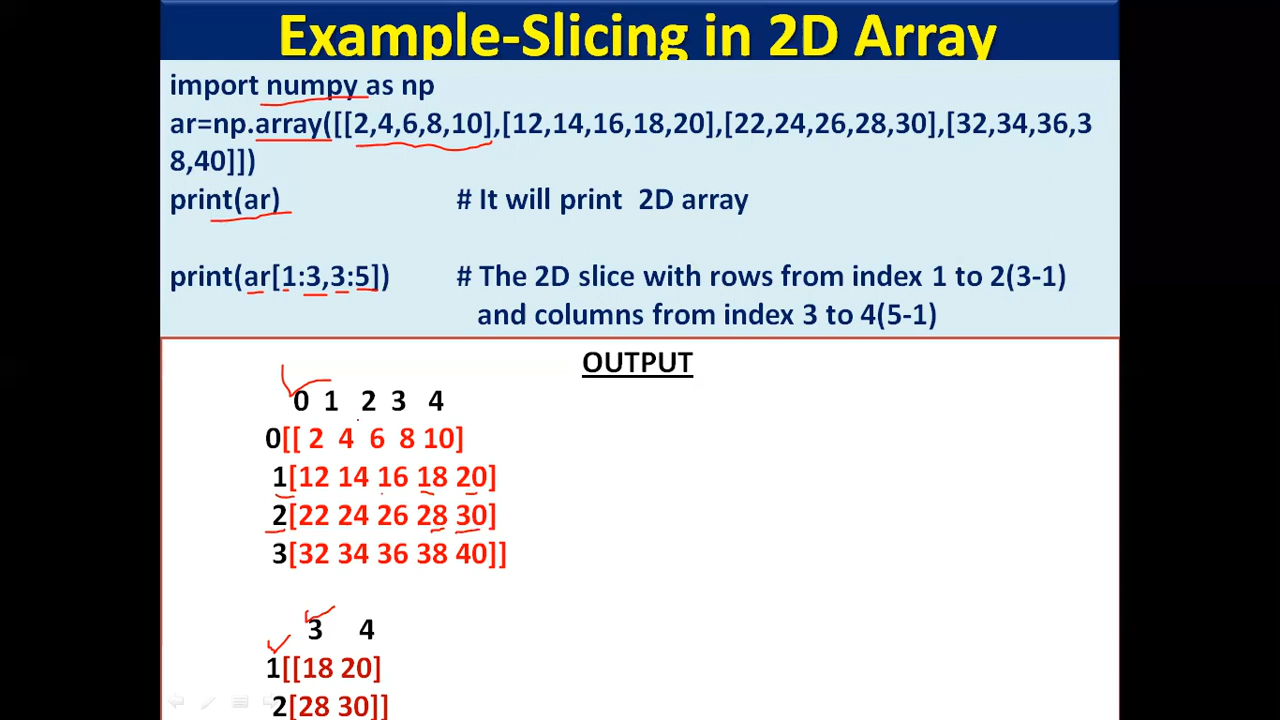 Example-Slicing in 2D Array
import numpy as np
ar=np.array([[2,4,6,8,10],[12,14,16,18,20],[22,24,26,28,30],[32,34,36,3
8,40]])
print(ar) # It will print 2D array
print(ar[1:3,3:5]) # The 2D slice with rows from index 1 to 2(3-1)
and columns from index 3 to 4(5-1)
OUTPUT
0 1 2 3 4
0[[ 2 4 6 8 10]
1[12 14 16 18 20]
2[22 24 26 28 30]
3[32 34 36 38 40]]
3 4
1[[18 20]
2[28 30]]